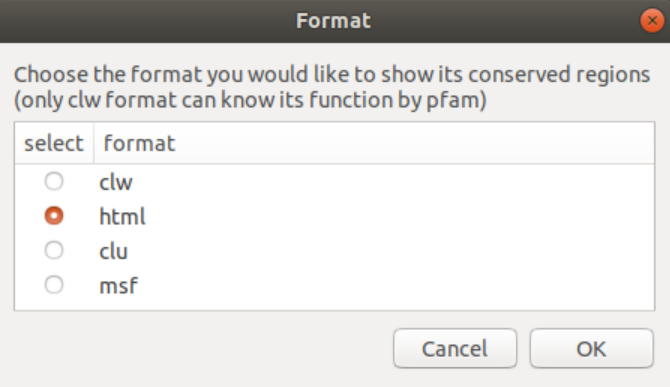 Format
Choose the format you would like to show its conserved regions
(only clw format can know its function by pfam)
select format
clw
html
clu
msf
Cancel OK